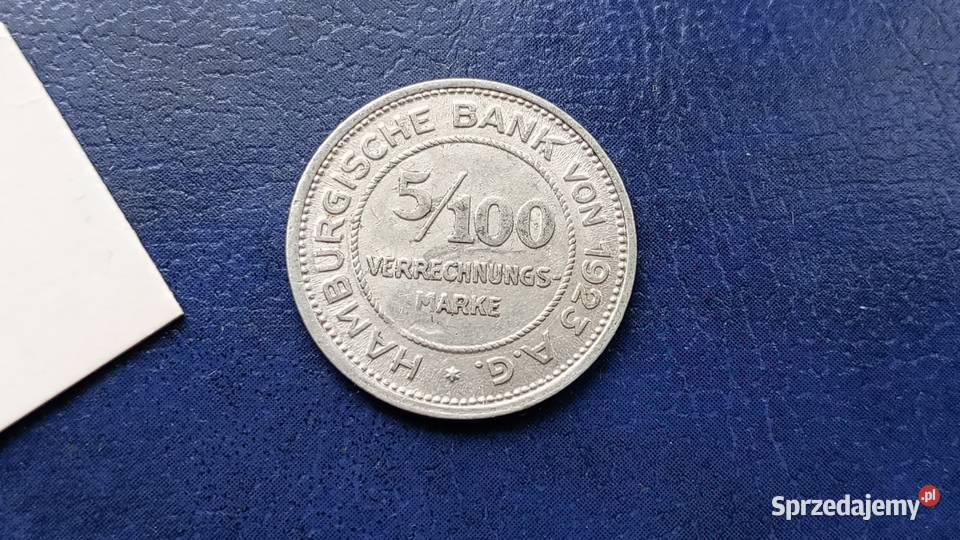 HAMBURGISCHE BANK VON 1923 A.G. *
5/100
VERRECHNUNGS-
MARKE
Sprzedajemy.pl